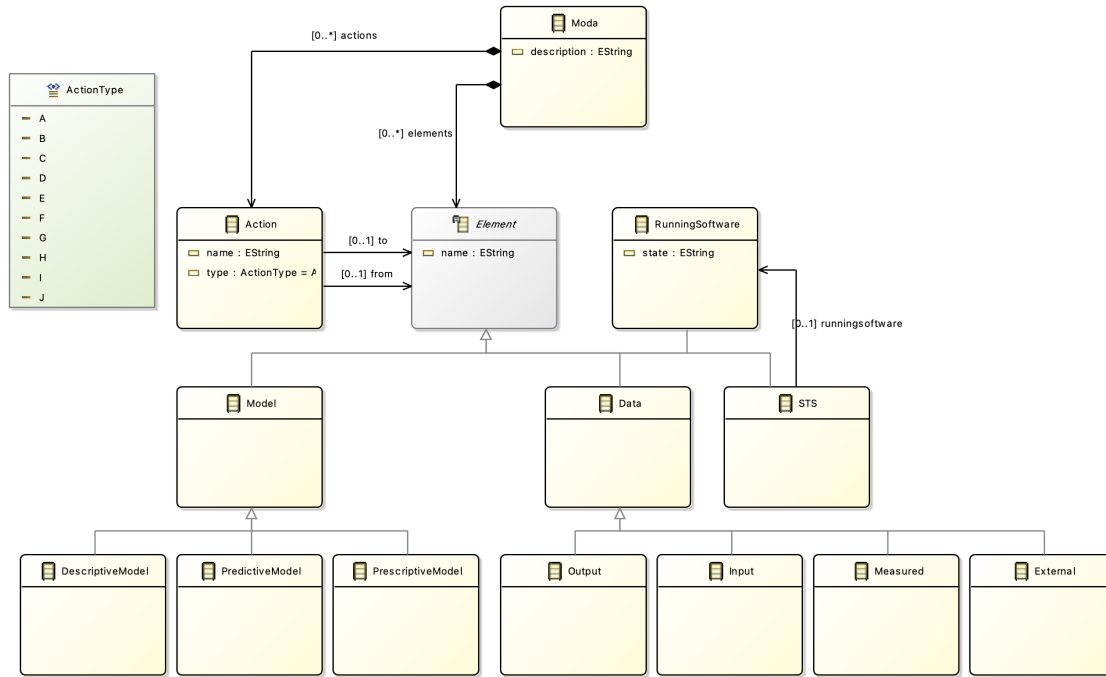 Moda
description : EString
[0..*] actions
[0..*] elements
ActionType
A
B
C
D
E
F
G
H
I
J
Action
name : EString
type : ActionType = A
[0..1] to
[0..1] from
Element
name : EString
RunningSoftware
state : EString
[0..1] runningsoftware
Model
Data
STS
DescriptiveModel
PredictiveModel
PrescriptiveModel
Output
Input
Measured
External